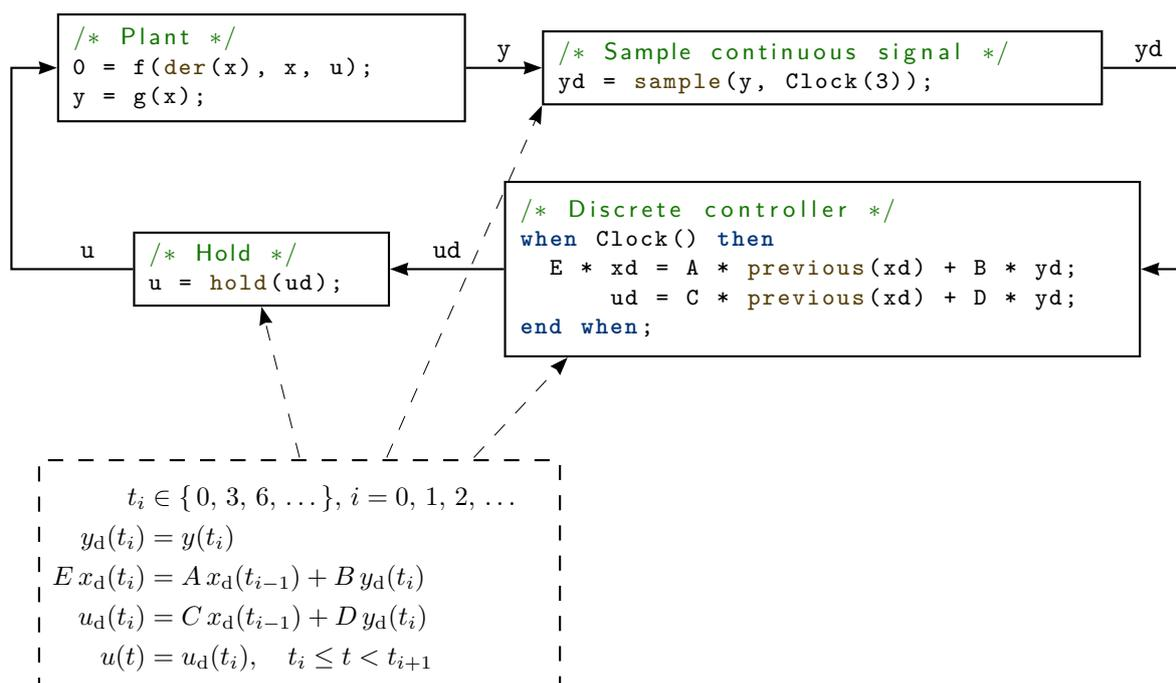 /* Plant */
0 = f(der(x), x, u);
y = g(x);
y
/* Sample continuous signal */
yd = sample(y, Clock(3));
yd
/* Discrete controller */
when Clock() then
E * xd = A * previous(xd) + B * yd;
ud = C * previous(xd) + D * yd;
end when;
ud
/* Hold */
u = hold(ud);
u
t_i ∈ {0, 3, 6, …}, i = 0, 1, 2, …
y_d(t_i) = y(t_i)
E x_d(t_i) = A x_d(t_{i−1}) + B y_d(t_i)
u_d(t_i) = C x_d(t_{i−1}) + D y_d(t_i)
u(t) = u_d(t_i), t_i ≤ t < t_{i+1}